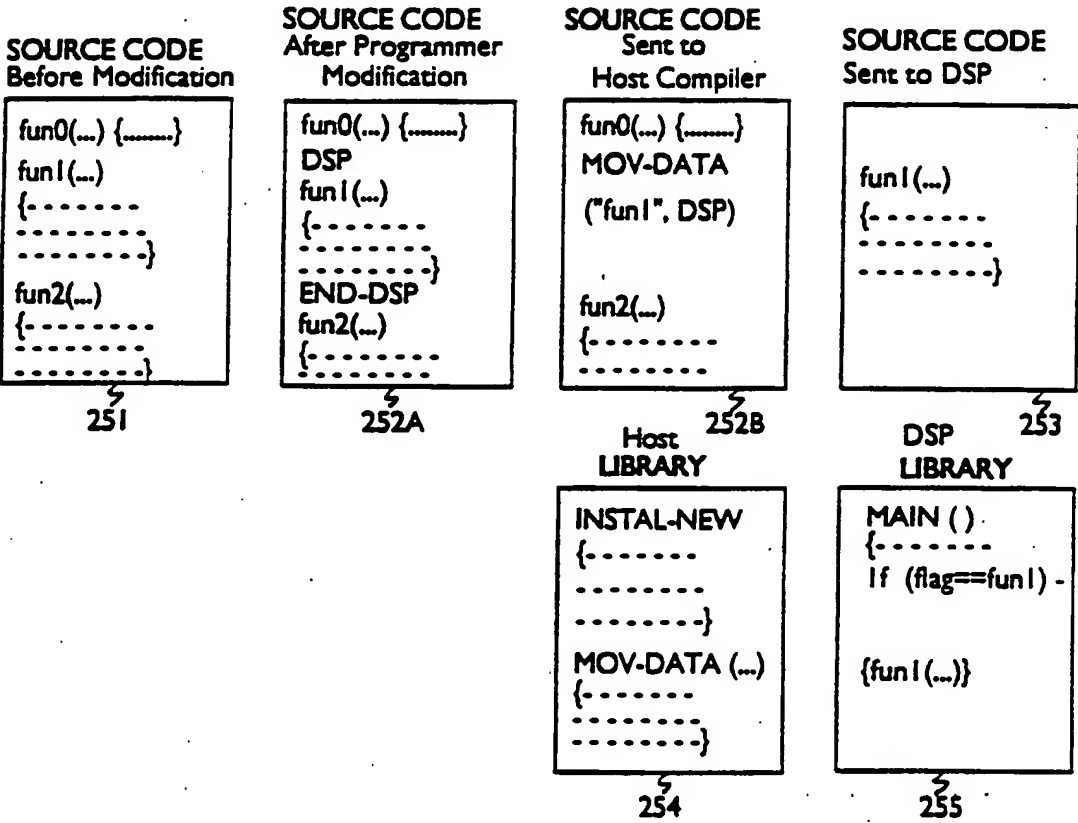 SOURCE CODE
Before Modification
fun0(...) {........}
fun1(...)
{- - - - - - -
- - - - - - - - -
- - - - - - - - -}
fun2(...)
{- - - - - - - -
- - - - - - - - -
- - - - - - - - -}
251
SOURCE CODE
After Programmer
Modification
fun0(...) {........}
DSP
fun1(...)
{- - - - - - - -
- - - - - - - - -
- - - - - - - - -}
END-DSP
fun2(...)
{- - - - - - - -
- - - - - - - - -
252A
SOURCE CODE
Sent to
Host Compiler
fun0(...) {........}
MOV-DATA
("fun1", DSP)
fun2(...)
{- - - - - - - -
- - - - - - - - -
252B
SOURCE CODE
Sent to DSP
fun1(...)
{- - - - - - -
- - - - - - - - -
- - - - - - - - -}
253
Host
LIBRARY
INSTAL-NEW
{- - - - - - -
- - - - - - - - -
- - - - - - - - -}
MOV-DATA (...)
{- - - - - - -
- - - - - - - - -
- - - - - - - - -}
254
DSP
LIBRARY
MAIN ( )
{- - - - - - -
If (flag==fun1) -
{fun1(...)}
255